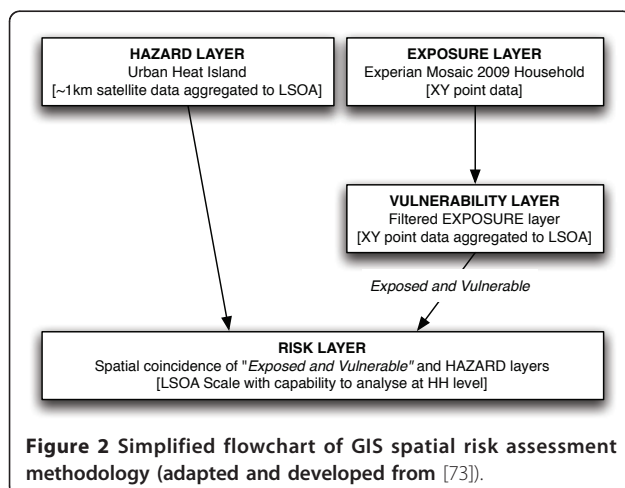 HAZARD LAYER
Urban Heat Island
[~1km satellite data aggregated to LSOA]
EXPOSURE LAYER
Experian Mosaic 2009 Household
[XY point data]
VULNERABILITY LAYER
Filtered EXPOSURE layer
[XY point data aggregated to LSOA]
Exposed and Vulnerable
RISK LAYER
Spatial coincidence of "Exposed and Vulnerable" and HAZARD layers
[LSOA Scale with capability to analyse at HH level]
Figure 2 Simplified flowchart of GIS spatial risk assessment
methodology (adapted and developed from [73]).